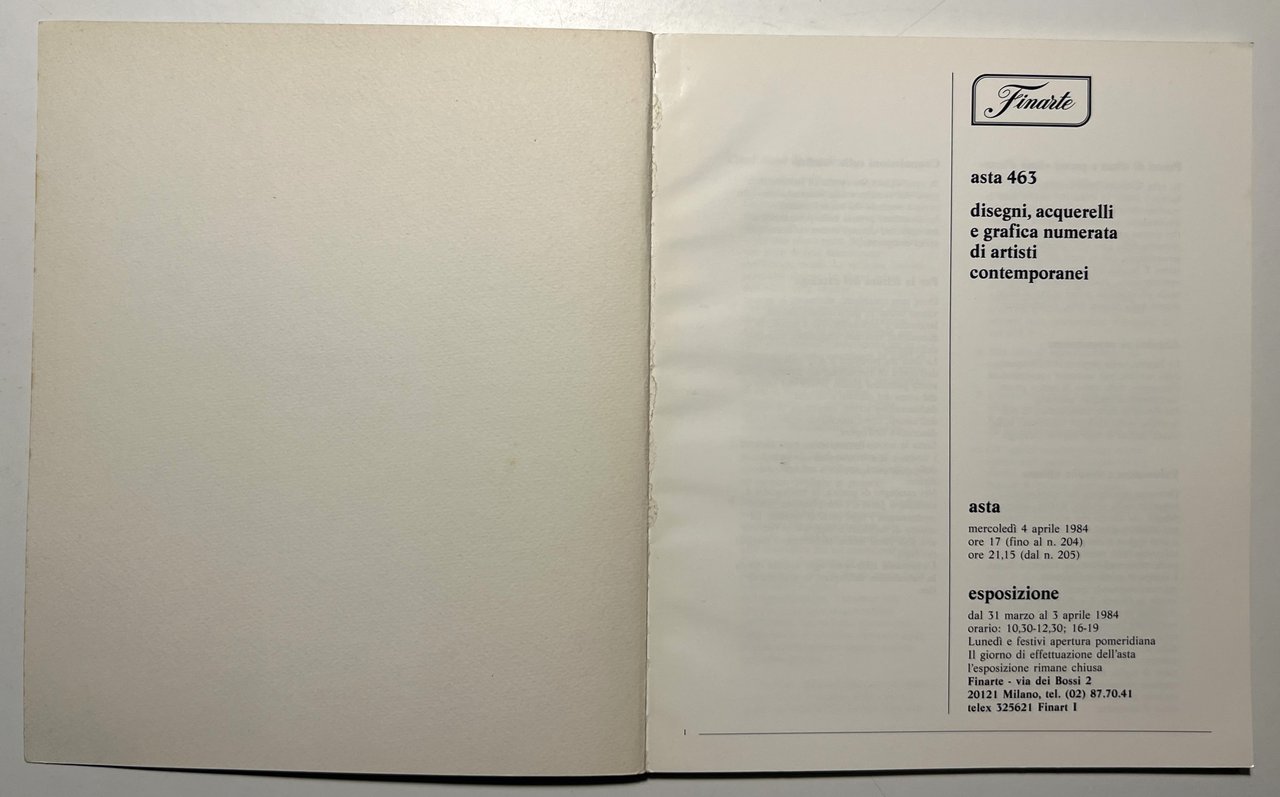 Finarte
asta 463
disegni, acquerelli
e grafica numerata
di artisti
contemporanei
asta
mercoledì 4 aprile 1984
ore 17 (fino al n. 204)
ore 21,15 (dal n. 205)
esposizione
dal 31 marzo al 3 aprile 1984
orario: 10,30-12,30; 16-19
Lunedì e festivi apertura pomeridiana
Il giorno di effettuazione dell'asta
l'esposizione rimane chiusa
Finarte - via dei Bossi 2
20121 Milano, tel. (02) 87.70.41
telex 325621 Finart I
1